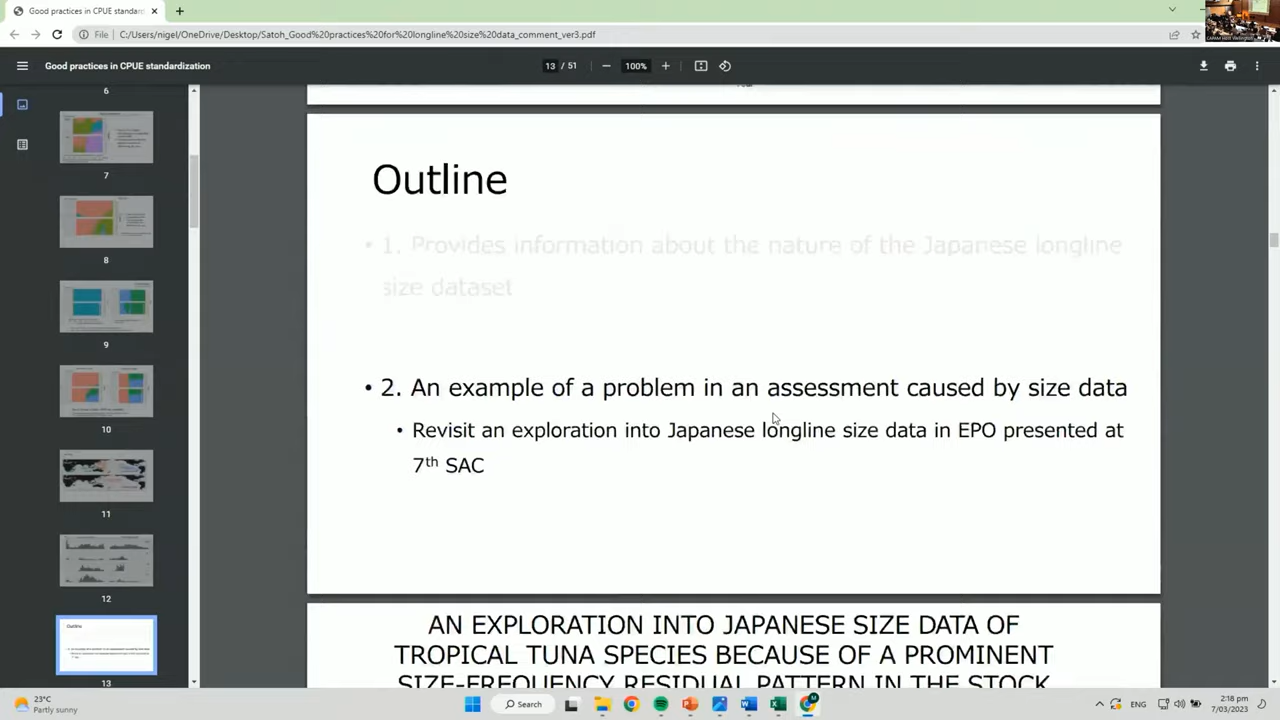 Good practices in CPUE standard
File
C:/Users/nigel/OneDrive/Desktop/Satoh_Good%20practices%20for%20longline%20size%20data_comment_ver3.pdf
Good practices in CPUE standardization
13 / 51
100%
6
7
8
9
10
11
12
Outline
13
Outline
• 1. Provides information about the nature of the Japanese longline
size dataset
• 2. An example of a problem in an assessment caused by size data
• Revisit an exploration into Japanese longline size data in EPO presented at
7th SAC
AN EXPLORATION INTO JAPANESE SIZE DATA OF
TROPICAL TUNA SPECIES BECAUSE OF A PROMINENT
SIZE-FREQUENCY RESIDUAL PATTERN IN THE STOCK
23°C
Partly sunny
Search
ENG
2:18 pm
7/03/2023